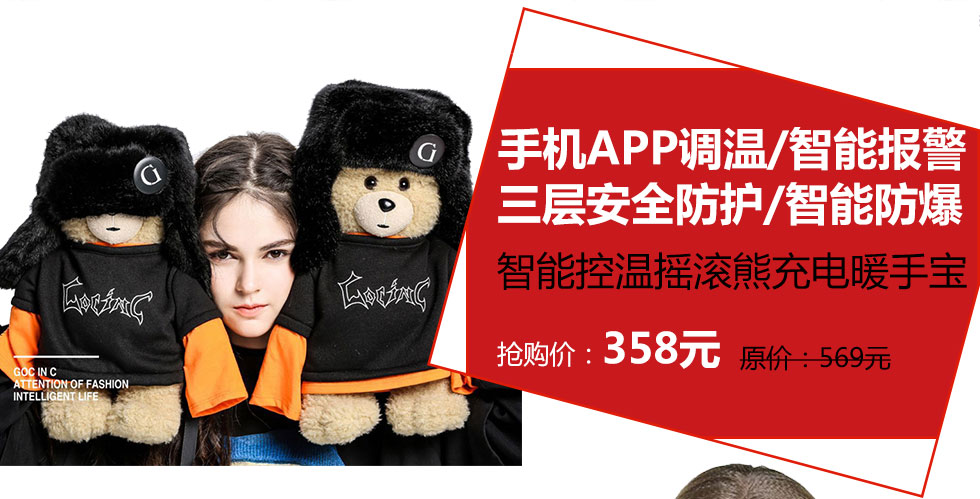 手机APP调温/智能报警
三层安全防护/智能防爆
智能控温摇滚熊充电暖手宝
抢购价：358元 原价：569元
G
G
GOC IN C
ATTENTION OF FASHION
INTELLIGENT LIFE